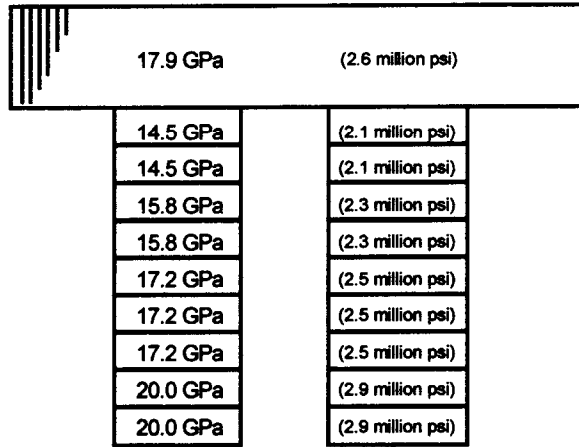 17.9 GPa (2.6 million psi)
14.5 GPa (2.1 million psi)
14.5 GPa (2.1 million psi)
15.8 GPa (2.3 million psi)
15.8 GPa (2.3 million psi)
17.2 GPa (2.5 million psi)
17.2 GPa (2.5 million psi)
17.2 GPa (2.5 million psi)
20.0 GPa (2.9 million psi)
20.0 GPa (2.9 million psi)